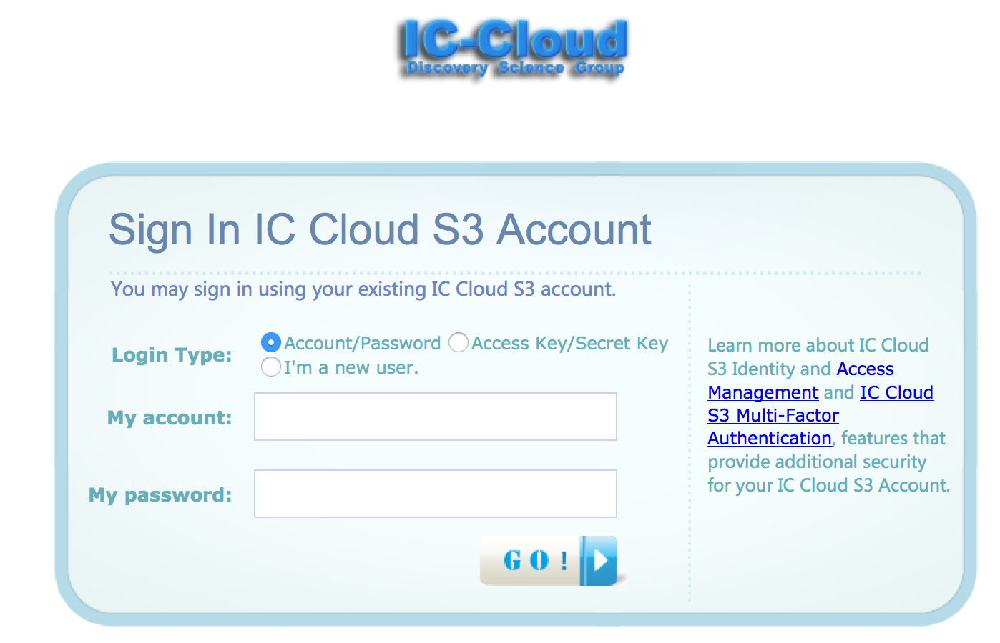 IC-Cloud
Discovery Science Group
Sign In IC Cloud S3 Account
You may sign in using your existing IC Cloud S3 account.
Login Type:
Account/Password Access Key/Secret Key
I'm a new user.
My account:
My password:
GO!
Learn more about IC Cloud
S3 Identity and Access
Management and IC Cloud
S3 Multi-Factor
Authentication, features that
provide additional security
for your IC Cloud S3 Account.